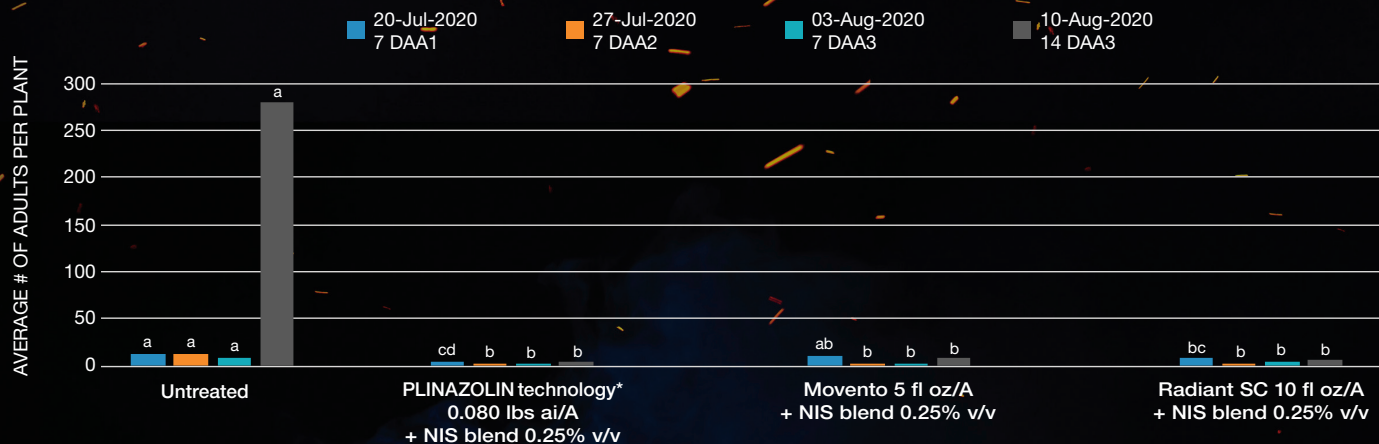 20-Jul-2020
7 DAA1
27-Jul-2020
7 DAA2
03-Aug-2020
7 DAA3
10-Aug-2020
14 DAA3
AVERAGE # OF ADULTS PER PLANT
300
250
200
150
100
50
0
a
a
a
a
cd
b
b
b
ab
b
b
b
bc
b
b
b
Untreated
PLINAZOLIN technology*
0.080 lbs ai/A
+ NIS blend 0.25% v/v
Movento 5 fl oz/A
+ NIS blend 0.25% v/v
Radiant SC 10 fl oz/A
+ NIS blend 0.25% v/v